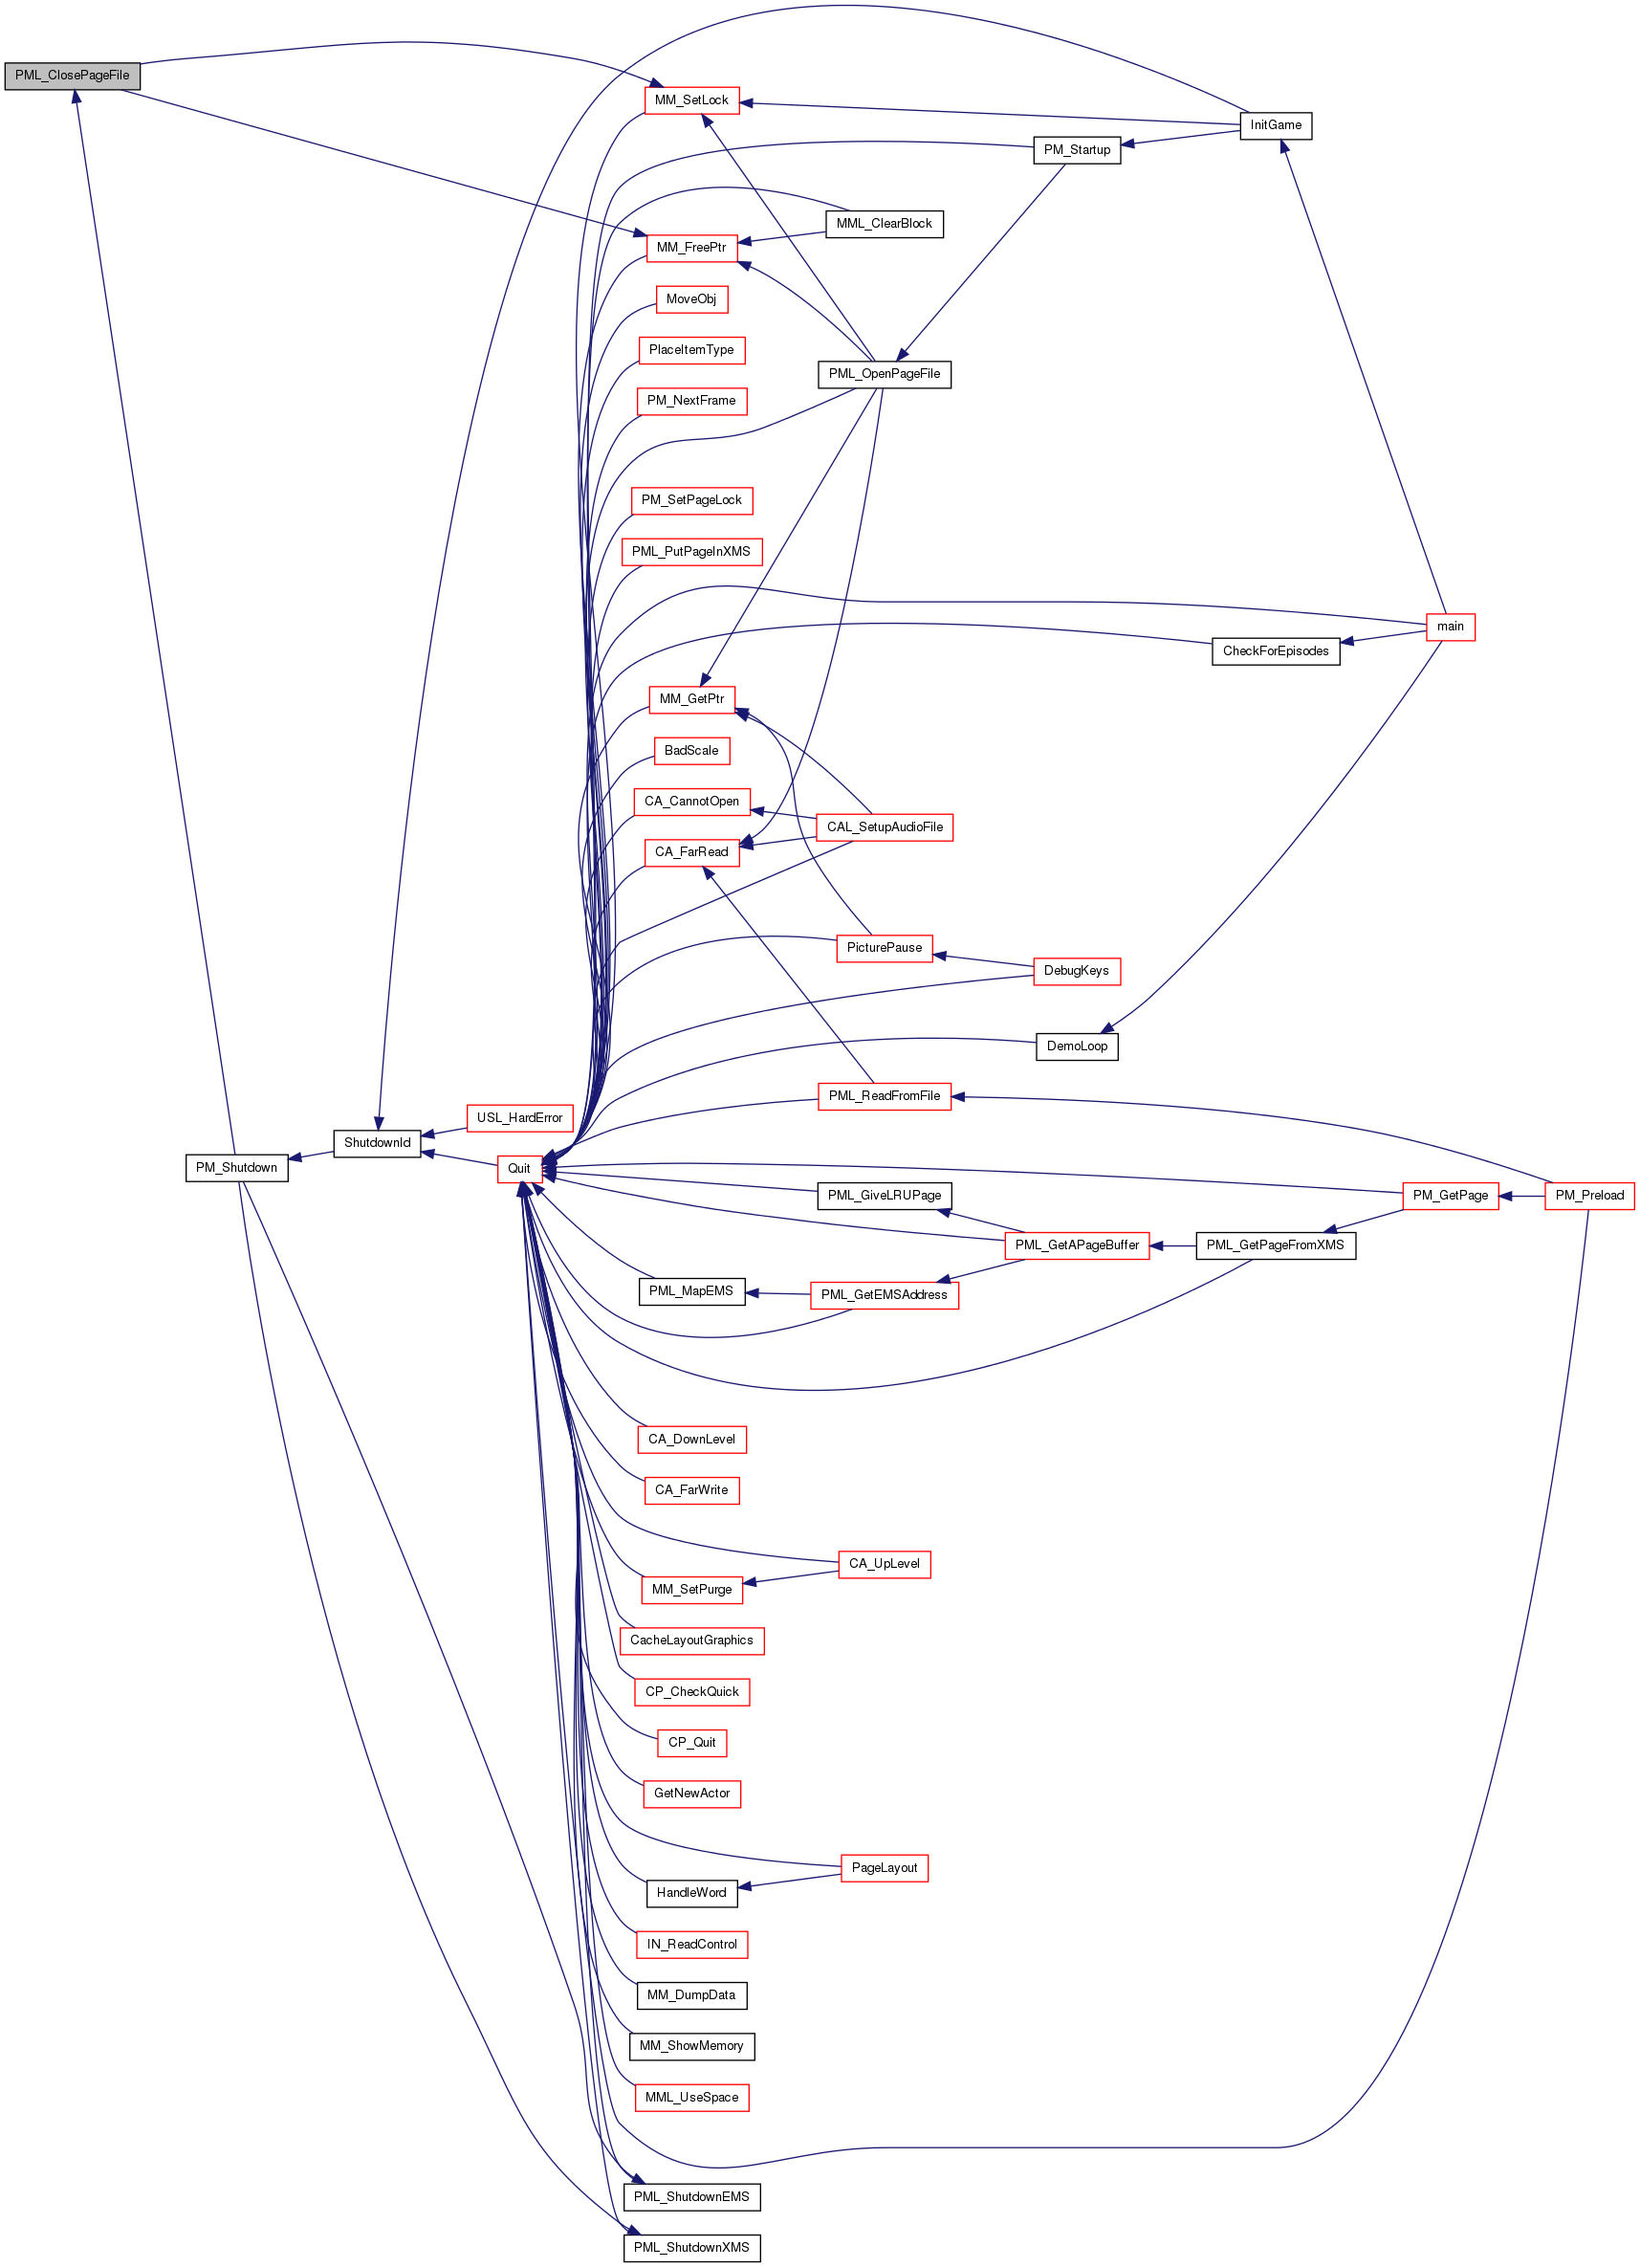 PML_ClosePageFile
MM_SetLock
InitGame
PM_Startup
MML_ClearBlock
MM_FreePtr
MoveObj
PlaceItemType
PML_OpenPageFile
PM_NextFrame
PM_SetPageLock
PML_PutPageInXMS
main
CheckForEpisodes
MM_GetPtr
BadScale
CA_CannotOpen
CAL_SetupAudioFile
CA_FarRead
PicturePause
DebugKeys
DemoLoop
PML_ReadFromFile
USL_HardError
ShutdownId
PM_Shutdown
Quit
PML_GiveLRUPage
PM_GetPage
PM_Preload
PML_GetAPageBuffer
PML_GetPageFromXMS
PML_MapEMS
PML_GetEMSAddress
CA_DownLevel
CA_FarWrite
CA_UpLevel
MM_SetPurge
CacheLayoutGraphics
CP_CheckQuick
CP_Quit
GetNewActor
PageLayout
HandleWord
IN_ReadControl
MM_DumpData
MM_ShowMemory
MML_UseSpace
PML_ShutdownEMS
PML_ShutdownXMS